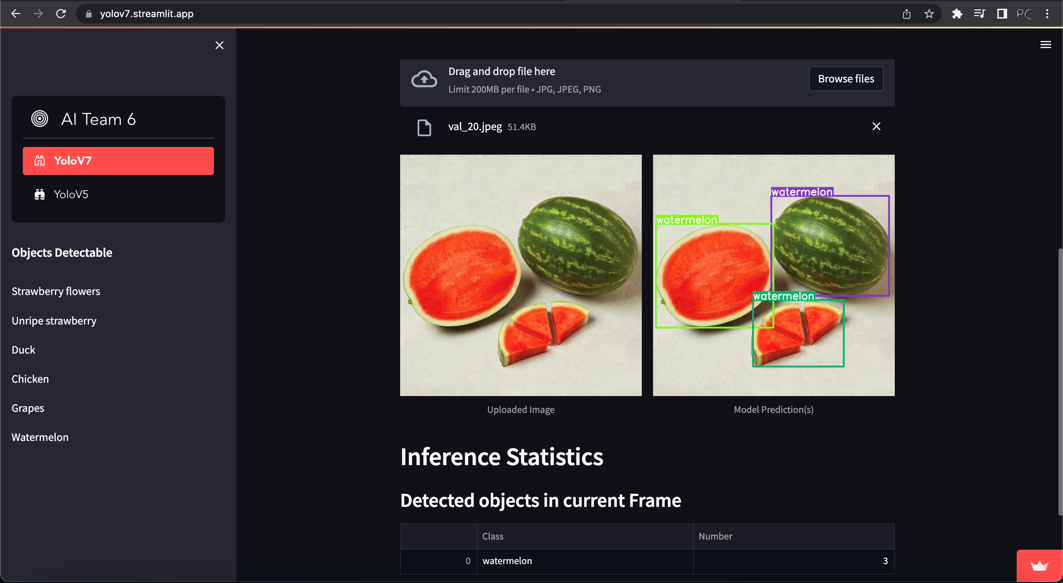 yolov7.streamlit.app
AI Team 6
YoloV7
YoloV5
Objects Detectable
Strawberry flowers
Unripe strawberry
Duck
Chicken
Grapes
Watermelon
Drag and drop file here
Limit 200MB per file • JPG, JPEG, PNG
Browse files
val_20.jpeg 51.4KB
watermelon
watermelon
watermelon
Uploaded Image
Model Prediction(s)
Inference Statistics
Detected objects in current Frame
Class Number
0 watermelon 3